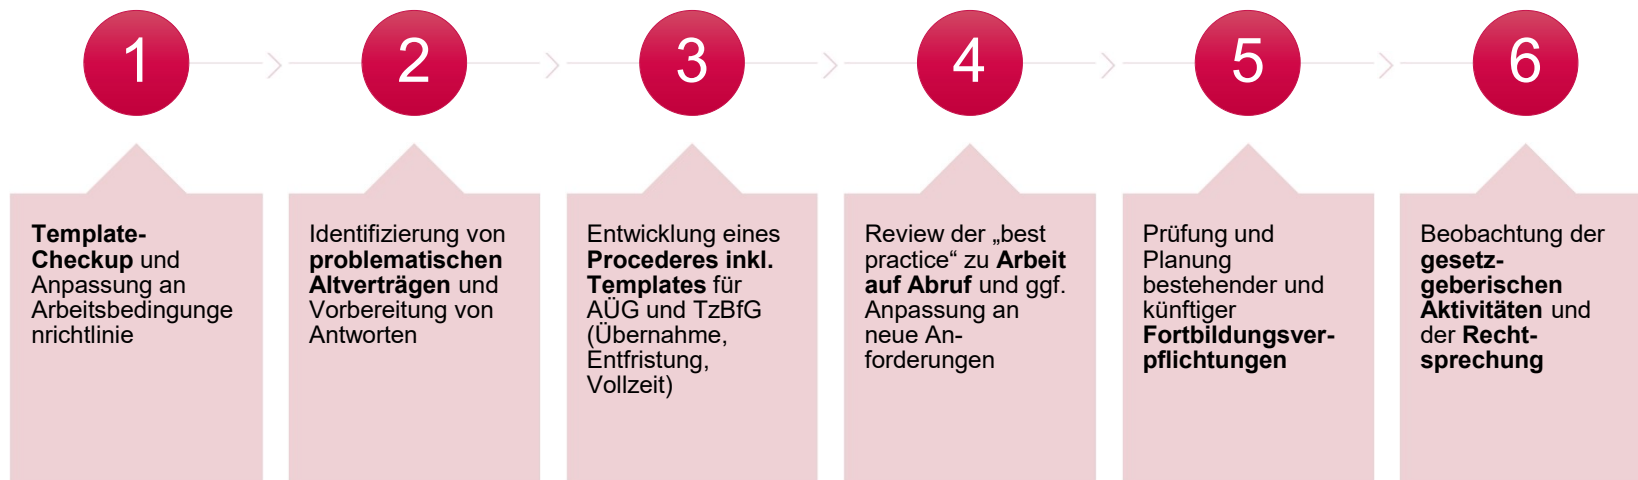 1
2
3
4
5
6
Template-
Checkup und
Anpassung an
Arbeitsbedingunge
nrichtlinie
Identifizierung von
problematischen
Altverträgen und
Vorbereitung von
Antworten
Entwicklung eines
Procederes inkl.
Templates für
AÜG und TzBfG
(Übernahme,
Entfristung,
Vollzeit)
Review der „best
practice“ zu Arbeit
auf Abruf und ggf.
Anpassung an
neue An-
forderungen
Prüfung und
Planung
bestehender und
künftiger
Fortbildungsver-
pflichtungen
Beobachtung der
gesetz-
geberischen
Aktivitäten und
der Recht-
sprechung